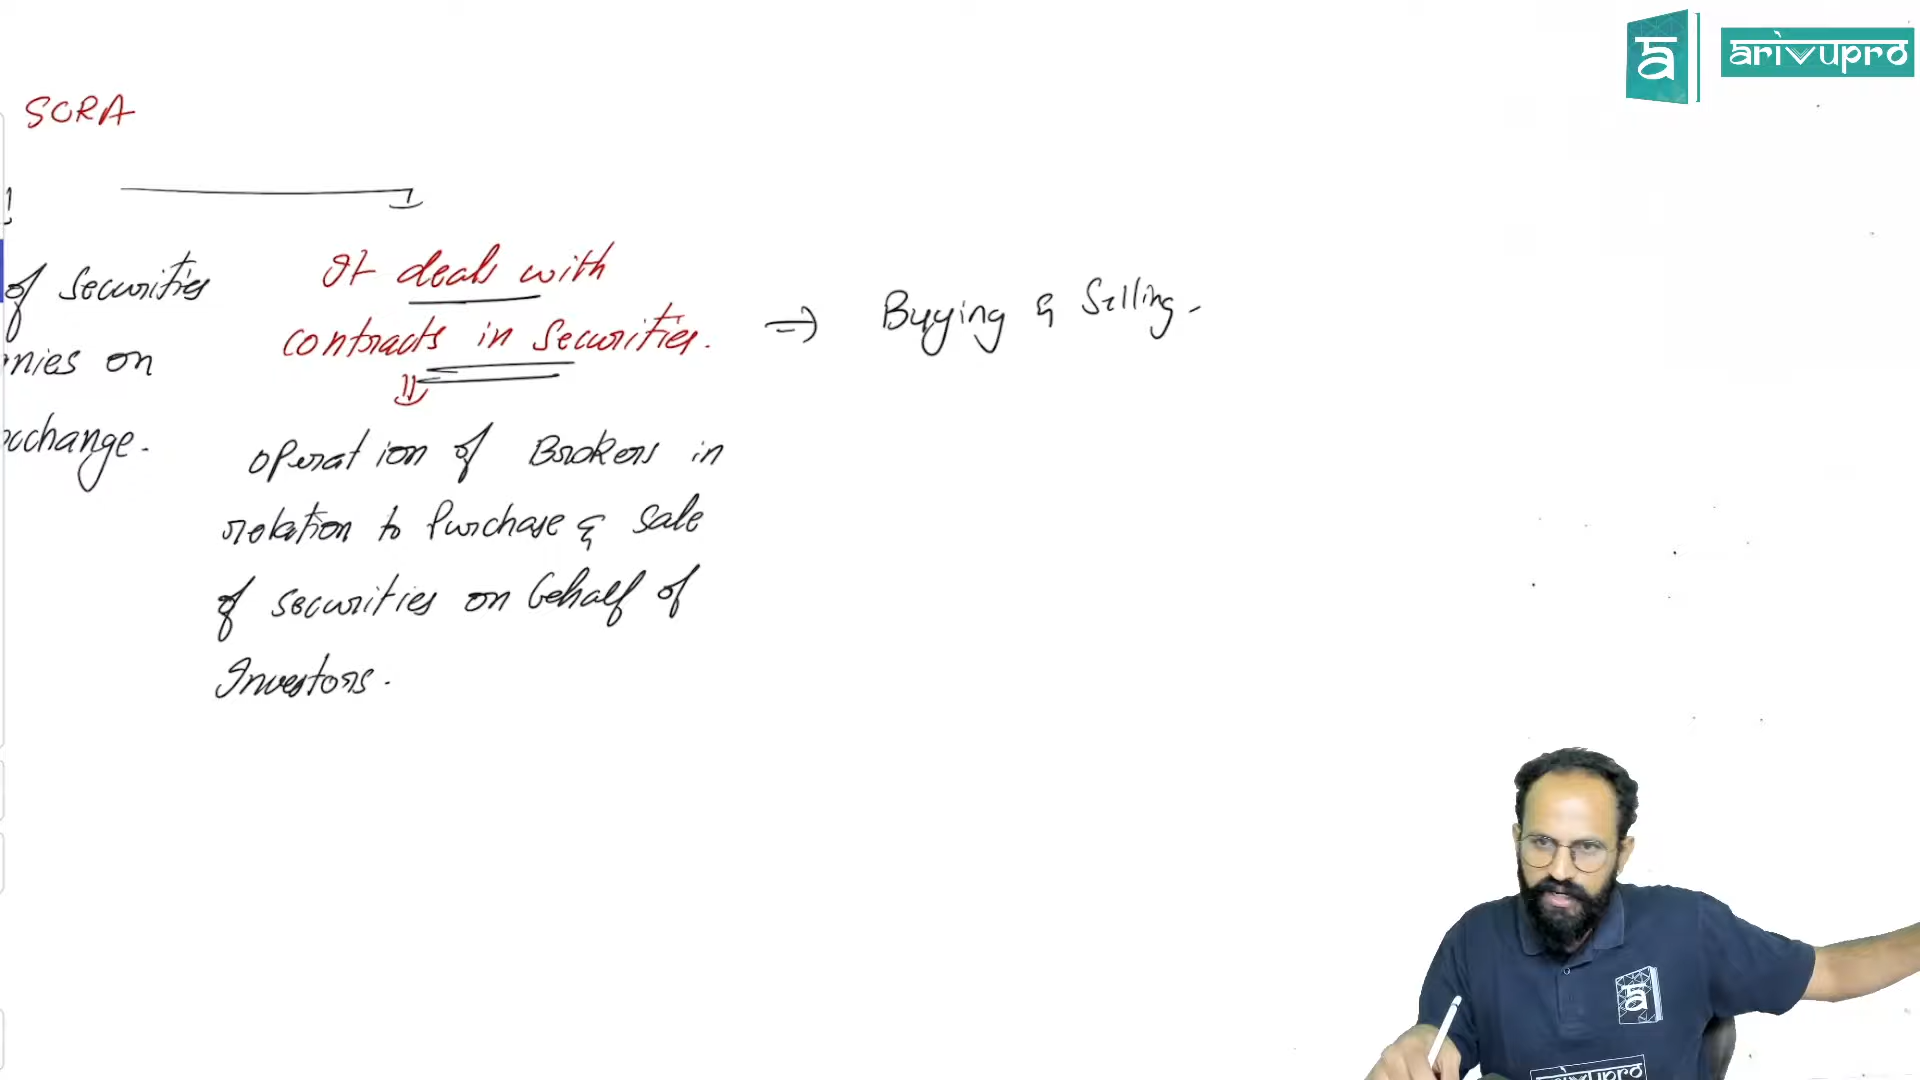 arivupro
SCRA
of Securities
nies on
change.
It deals with
contracts in Securities. ⇒ Buying & Selling.
operation of Brokers in
relation to Purchase & Sale
of securities on behalf of
Investors.
arivupro